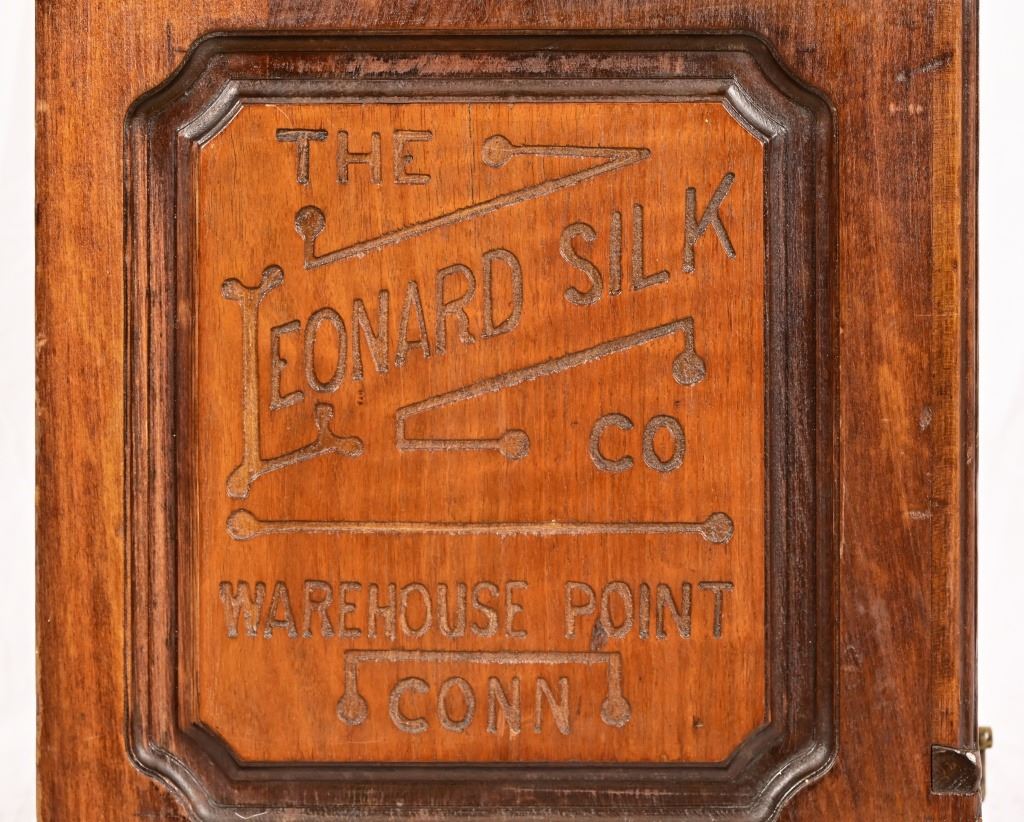 THE
LEONARD SILK
CO
WAREHOUSE POINT
CONN